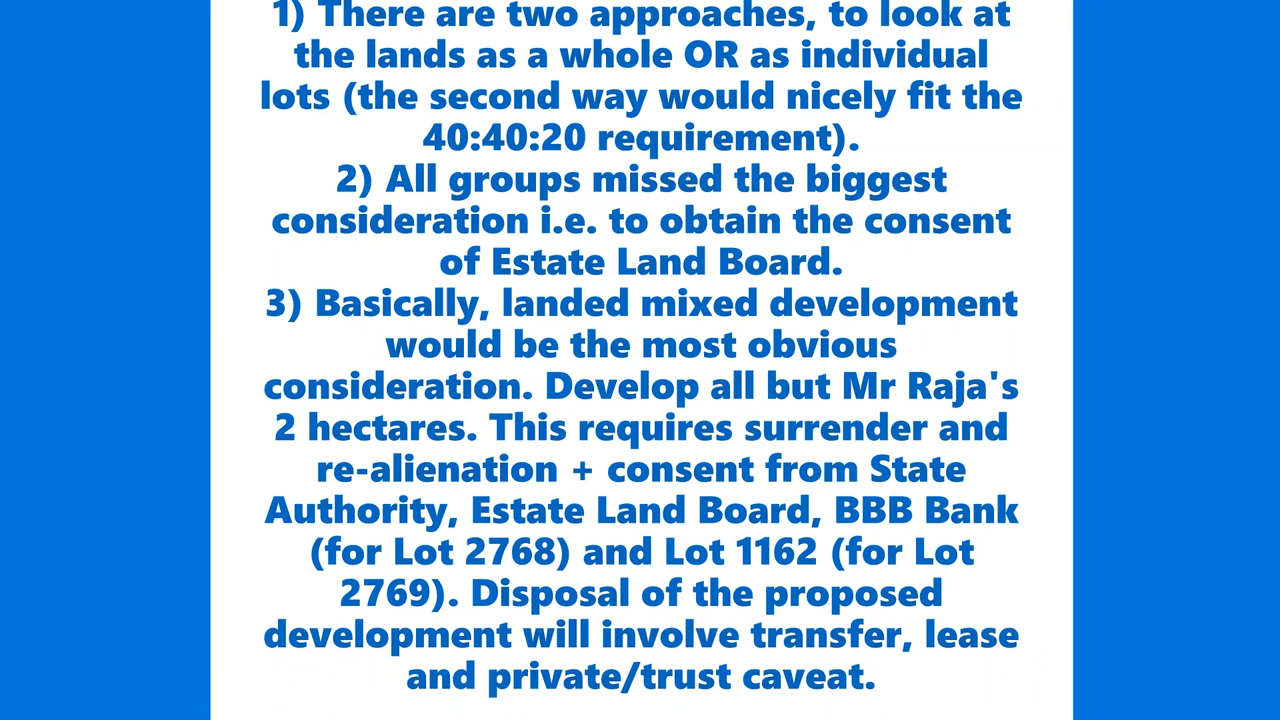 1) There are two approaches, to look at
the lands as a whole OR as individual
lots (the second way would nicely fit the
40:40:20 requirement).
2) All groups missed the biggest
consideration i.e. to obtain the consent
of Estate Land Board.
3) Basically, landed mixed development
would be the most obvious
consideration. Develop all but Mr Raja's
2 hectares. This requires surrender and
re-alienation + consent from State
Authority, Estate Land Board, BBB Bank
(for Lot 2768) and Lot 1162 (for Lot
2769). Disposal of the proposed
development will involve transfer, lease
and private/trust caveat.